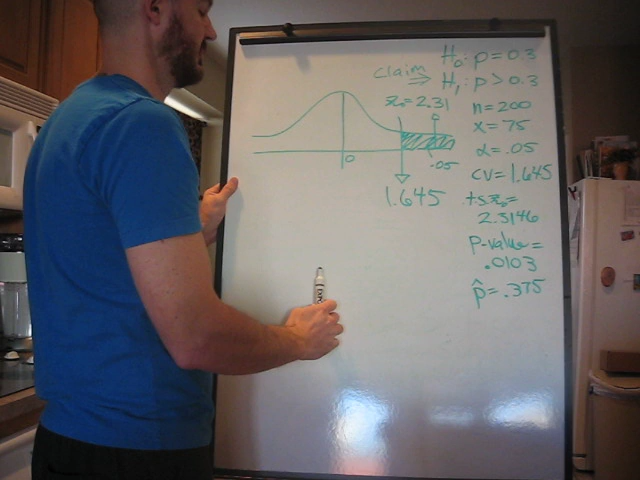 H₀: p = 0.3
claim ⇒ H₁: p > 0.3
z₀ = 2.31
n = 200
x = 75
α = .05
CV = 1.645
t.s. z₀ =
2.3146
p-value =
.0103
p̂ = .375
0
.05
1.645